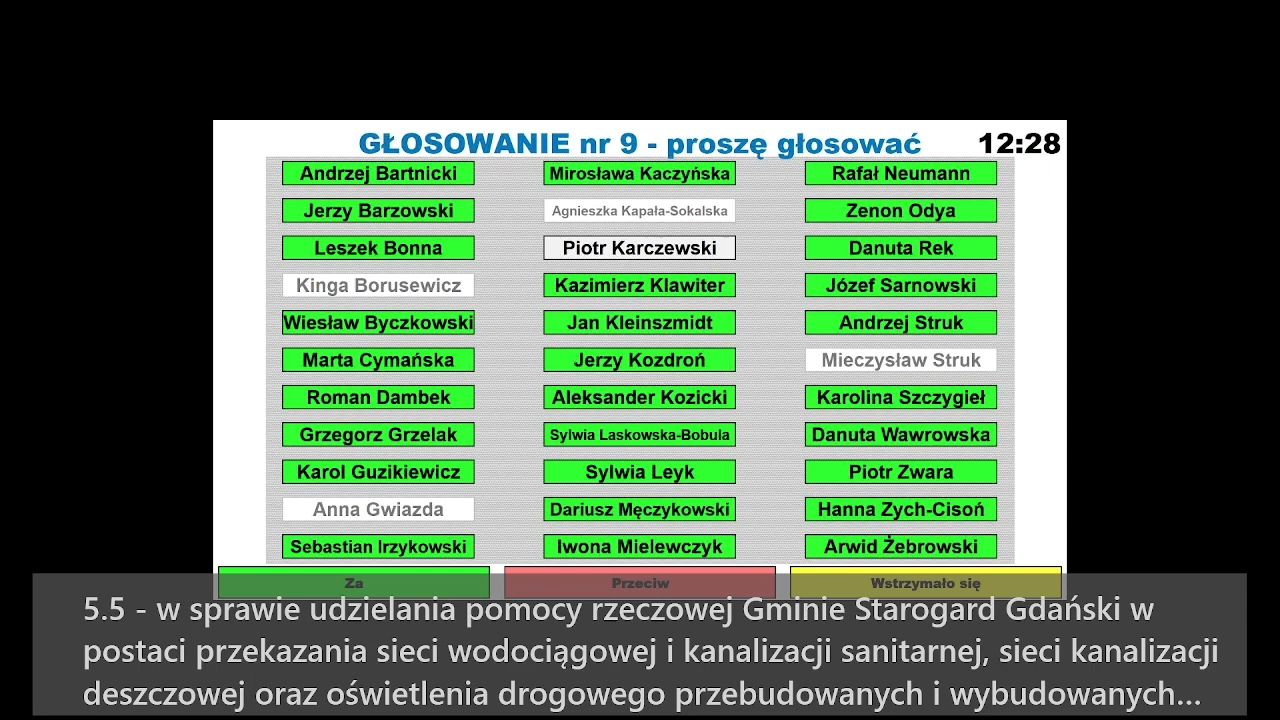 GŁOSOWANIE nr 9 - proszę głosować 12:28
Andrzej Bartnicki Mirosława Kaczyńska Rafał Neumann
Jerzy Barzowski Agnieszka Kapała-Sokalska Zenon Odya
Leszek Bonna Piotr Karczewski Danuta Rek
Kinga Borusewicz Kazimierz Klawiter Józef Sarnowski
Wiesław Byczkowski Jan Kleinszmidt Andrzej Struk
Marta Cymańska Jerzy Kozdroń Mieczysław Struk
Roman Dambek Aleksander Kozicki Karolina Szczygieł
Grzegorz Grzelak Sylwia Laskowska-Bobula Danuta Wawrowska
Karol Guzikiewicz Sylwia Leyk Piotr Zwara
Anna Gwiazda Dariusz Męczykowski Hanna Zych-Cisoń
Sebastian Irzykowski Iwona Mielewczyk Arwid Żebrowski
Za Przeciw Wstrzymało się
5.5 - w sprawie udzielania pomocy rzeczowej Gminie Starogard Gdański w
postaci przekazania sieci wodociągowej i kanalizacji sanitarnej, sieci kanalizacji
deszczowej oraz oświetlenia drogowego przebudowanych i wybudowanych...